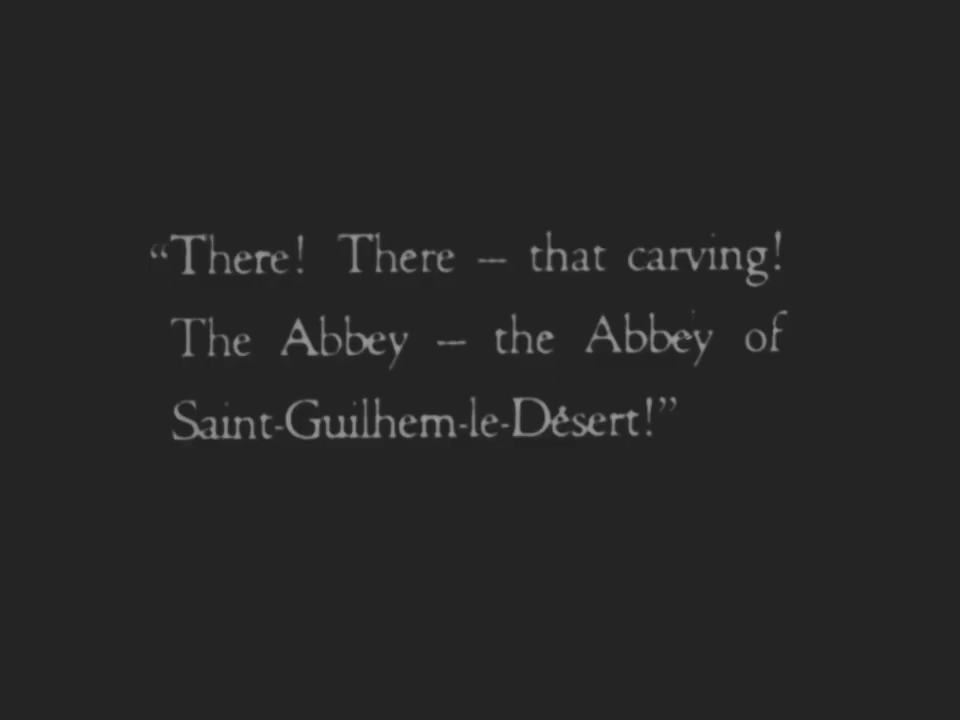 “There! There — that carving!
The Abbey — the Abbey of
Saint-Guilhem-le-Désert!”